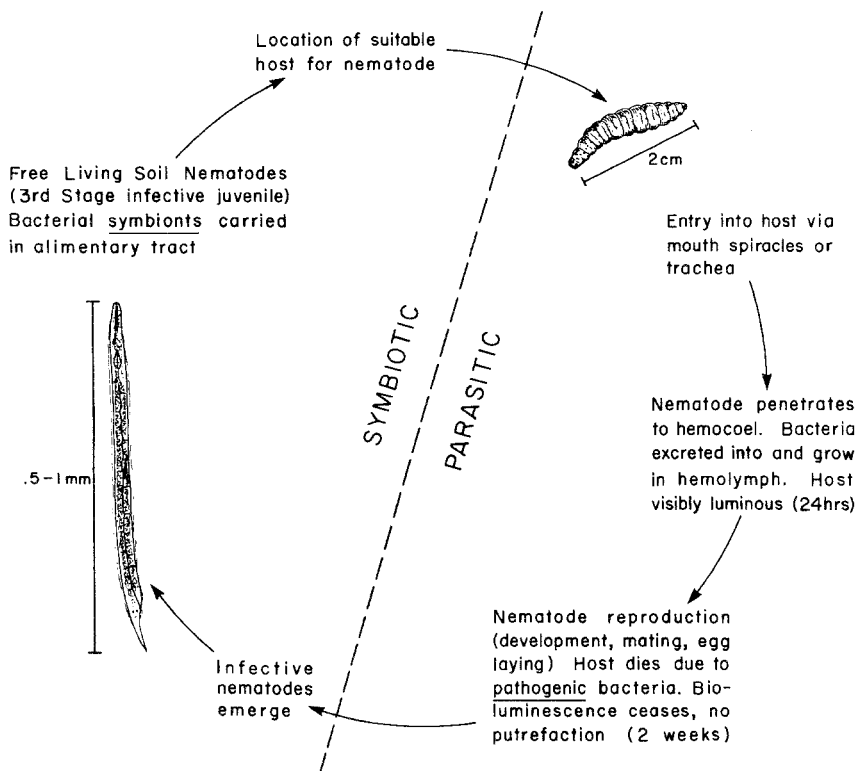 Location of suitable
host for nematode
2cm
Free Living Soil Nematodes
(3rd Stage infective juvenile)
Bacterial symbionts carried
in alimentary tract
Entry into host via
mouth spiracles or
trachea
SYMBIOTIC
PARASITIC
Nematode penetrates
to hemocoel. Bacteria
excreted into and grow
in hemolymph. Host
visibly luminous (24hrs)
.5-1mm
Nematode reproduction
(development, mating, egg
laying) Host dies due to
pathogenic bacteria. Bio-
luminescence ceases, no
putrefaction (2 weeks)
Infective
nematodes
emerge